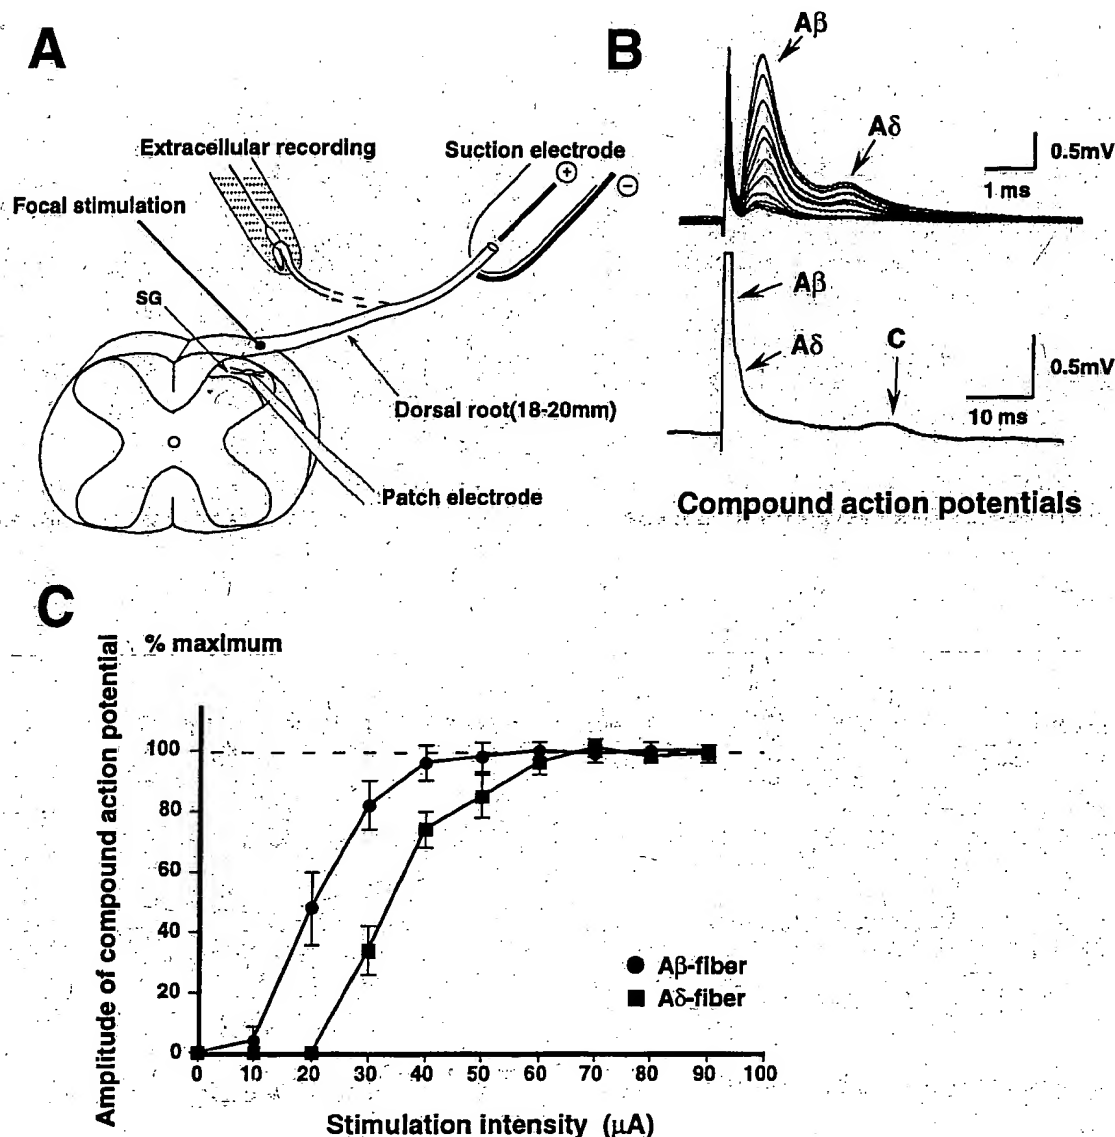 A
B
Extracellular recording
Suction electrode
+
−
Focal stimulation
SG
Dorsal root(18-20mm)
Patch electrode
Aβ
Aδ
0.5mV
1 ms
Aβ
Aδ
C
0.5mV
10 ms
Compound action potentials
C
% maximum
Amplitude of compound action potential
100
80
60
40
20
0
0 10 20 30 40 50 60 70 80 90 100
Aβ-fiber
Aδ-fiber
Stimulation intensity (μA)